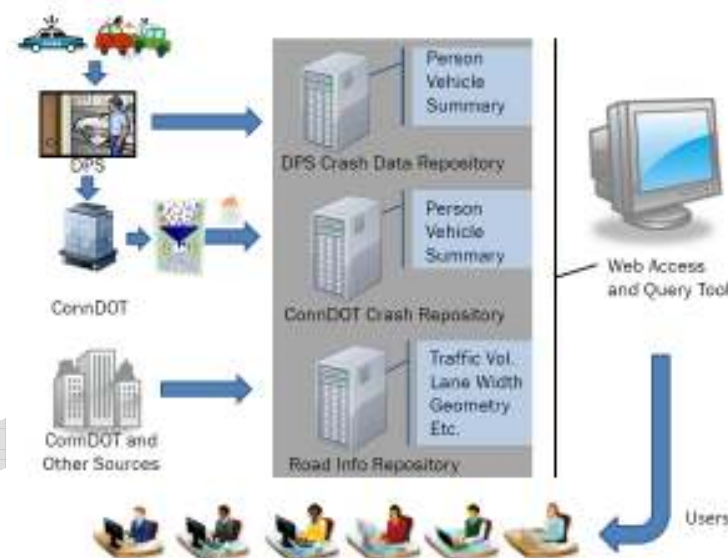 DPS
ConnDOT
ConnDOT and
Other Sources
Person
Vehicle
Summary
DPS Crash Data Repository
Person
Vehicle
Summary
ConnDOT Crash Repository
Traffic Vol.
Lane Width
Geometry
Etc.
Road Info Repository
Web Access
and Query Tool
Users